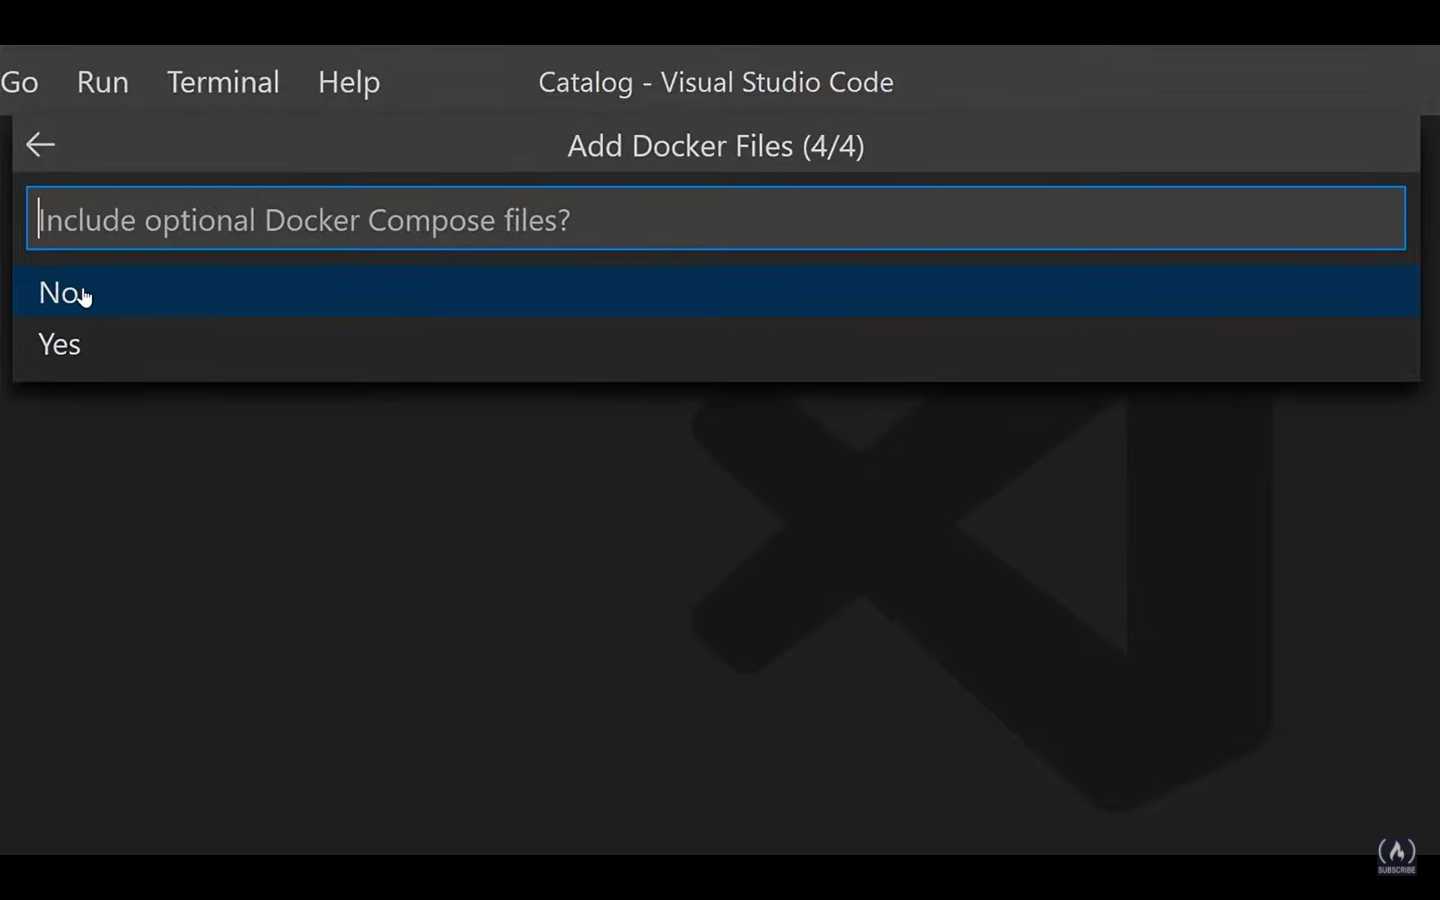 Go Run Terminal Help Catalog - Visual Studio Code
Add Docker Files (4/4)
Include optional Docker Compose files?
No
Yes
SUBSCRIBE